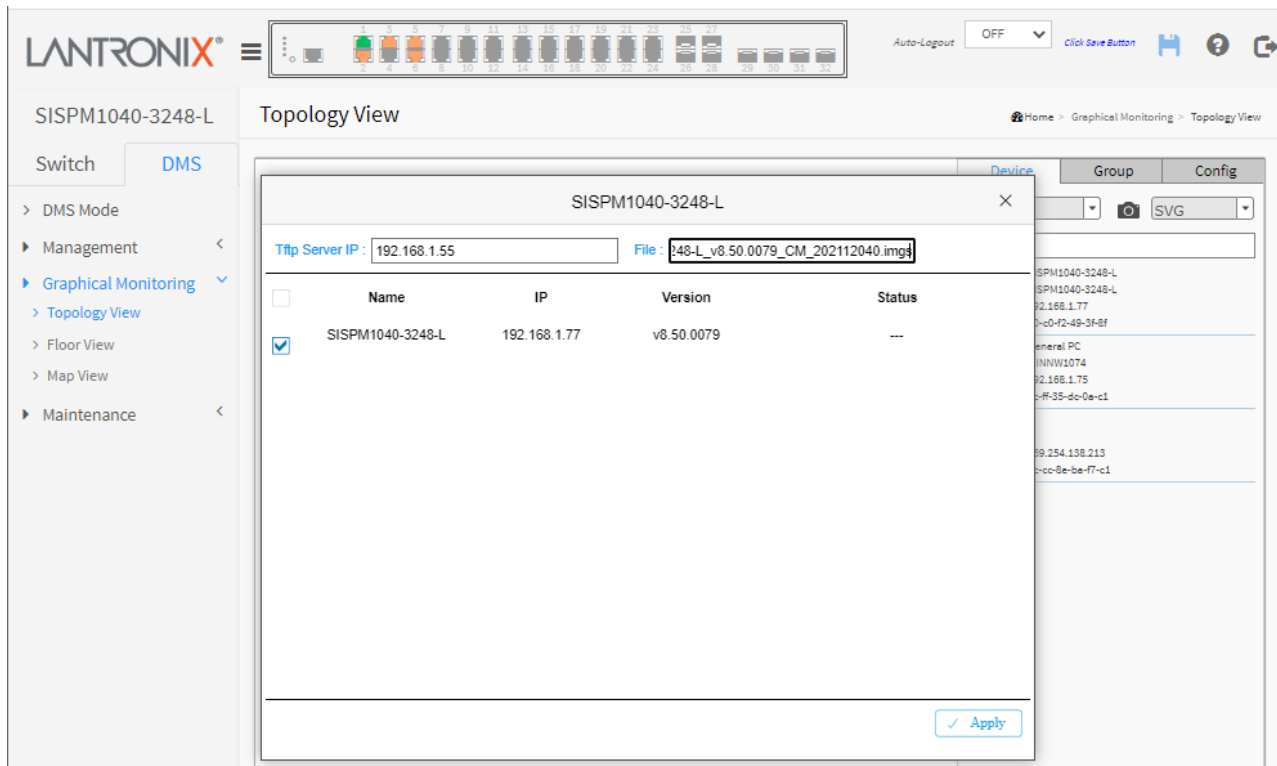 LANTRONIX®
1 3 5 7 9 11 13 15 17 19 21 23 25 27
2 4 6 8 10 12 14 16 18 20 22 24 26 28 29 30 31 32
Auto-Logout OFF Click Save Button
SISPM1040-3248-L
Topology View
Home > Graphical Monitoring > Topology View
Switch DMS
Device Group Config
> DMS Mode
Management
Graphical Monitoring
> Topology View
> Floor View
> Map View
Maintenance
SVG
SISPM1040-3248-L ×
Tftp Server IP : 192.168.1.55 File : 248-L_v8.50.0079_CM_202112040.imgs
Name IP Version Status
SISPM1040-3248-L 192.168.1.77 v8.50.0079 ---
✓ Apply
SPM1040-3248-L
SPM1040-3248-L
2.168.1.77
-c0-f2-49-3f-8f
eneral PC
INNW1074
2.168.1.75
-ff-35-dc-0a-c1
9.254.138.213
-cc-8e-ba-f7-c1